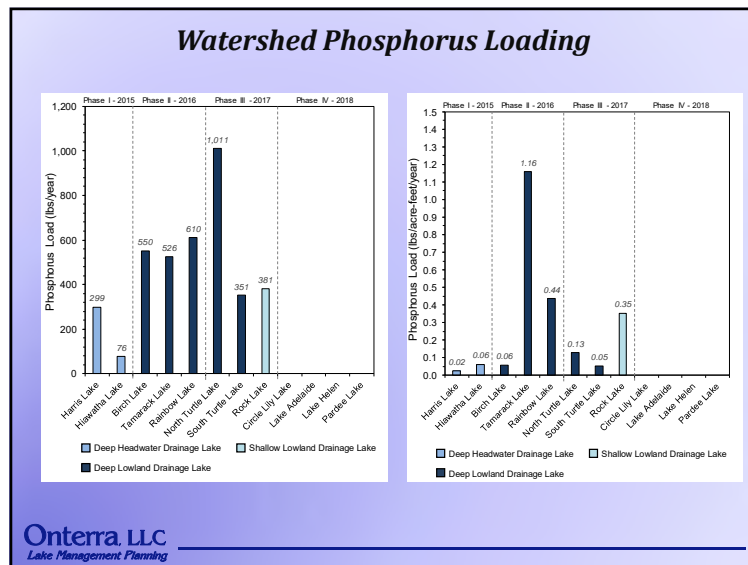 Watershed Phosphorus Loading
Phase I - 2015 Phase II - 2016 Phase III - 2017 Phase IV - 2018
Phosphorus Load (lbs/year)
1,200
1,000
800
600
400
200
0
299
76
550
526
610
1,011
351
381
Harris Lake
Hiawatha Lake
Birch Lake
Tamarack Lake
Rainbow Lake
North Turtle Lake
South Turtle Lake
Rock Lake
Circle Lily Lake
Lake Adelaide
Lake Helen
Pardee Lake
Deep Headwater Drainage Lake Shallow Lowland Drainage Lake
Deep Lowland Drainage Lake
Phase I - 2015 Phase II - 2016 Phase III - 2017 Phase IV - 2018
Phosphorus Load (lbs/acre-feet/year)
1.5
1.4
1.3
1.2
1.1
1.0
0.9
0.8
0.7
0.6
0.5
0.4
0.3
0.2
0.1
0.0
0.02
0.06
0.06
1.16
0.44
0.13
0.05
0.35
Harris Lake
Hiawatha Lake
Birch Lake
Tamarack Lake
Rainbow Lake
North Turtle Lake
South Turtle Lake
Rock Lake
Circle Lily Lake
Lake Adelaide
Lake Helen
Pardee Lake
Deep Headwater Drainage Lake Shallow Lowland Drainage Lake
Deep Lowland Drainage Lake
Onterra, LLC
Lake Management Planning